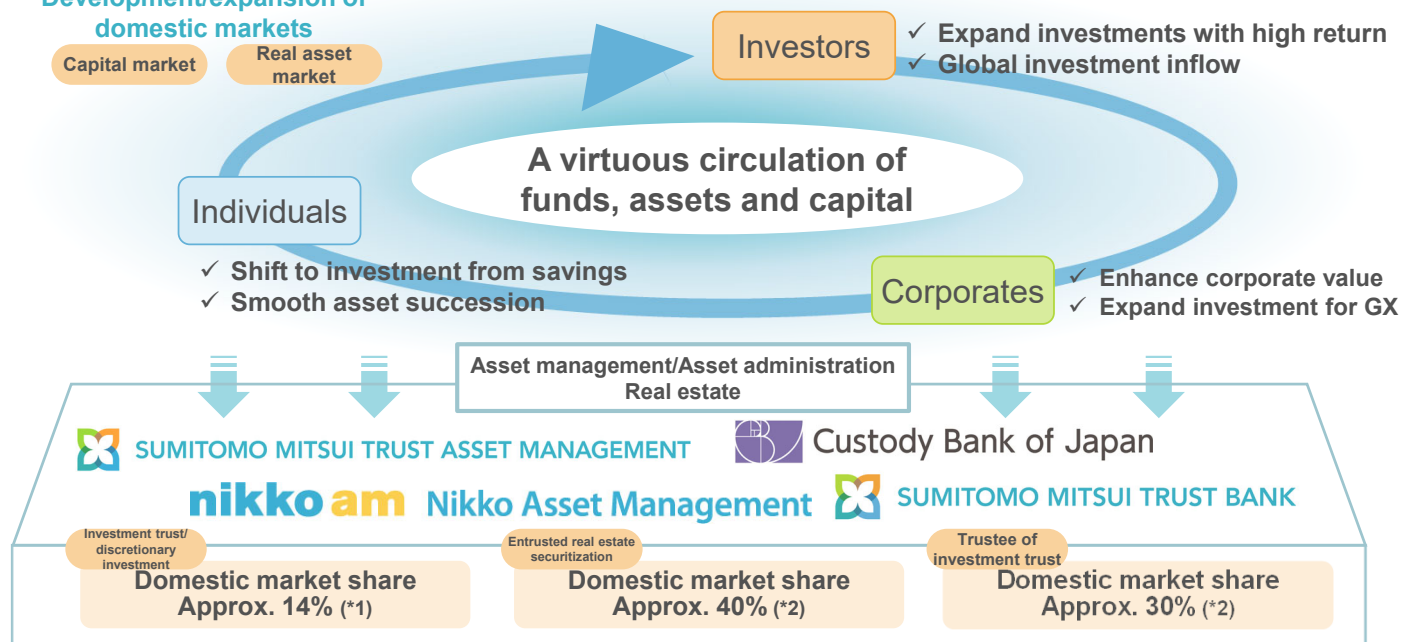 Development/expansion of
domestic markets
Capital market
Real asset
market
Investors
✓ Expand investments with high return
✓ Global investment inflow
A virtuous circulation of
funds, assets and capital
Individuals
✓ Shift to investment from savings
✓ Smooth asset succession
Corporates
✓ Enhance corporate value
✓ Expand investment for GX
Asset management/Asset administration
Real estate
SUMITOMO MITSUI TRUST ASSET MANAGEMENT
Custody Bank of Japan
nikko am Nikko Asset Management
SUMITOMO MITSUI TRUST BANK
Investment trust/
discretionary
investment
Domestic market share
Approx. 14% (*1)
Entrusted real estate
securitization
Domestic market share
Approx. 40% (*2)
Trustee of
investment trust
Domestic market share
Approx. 30% (*2)